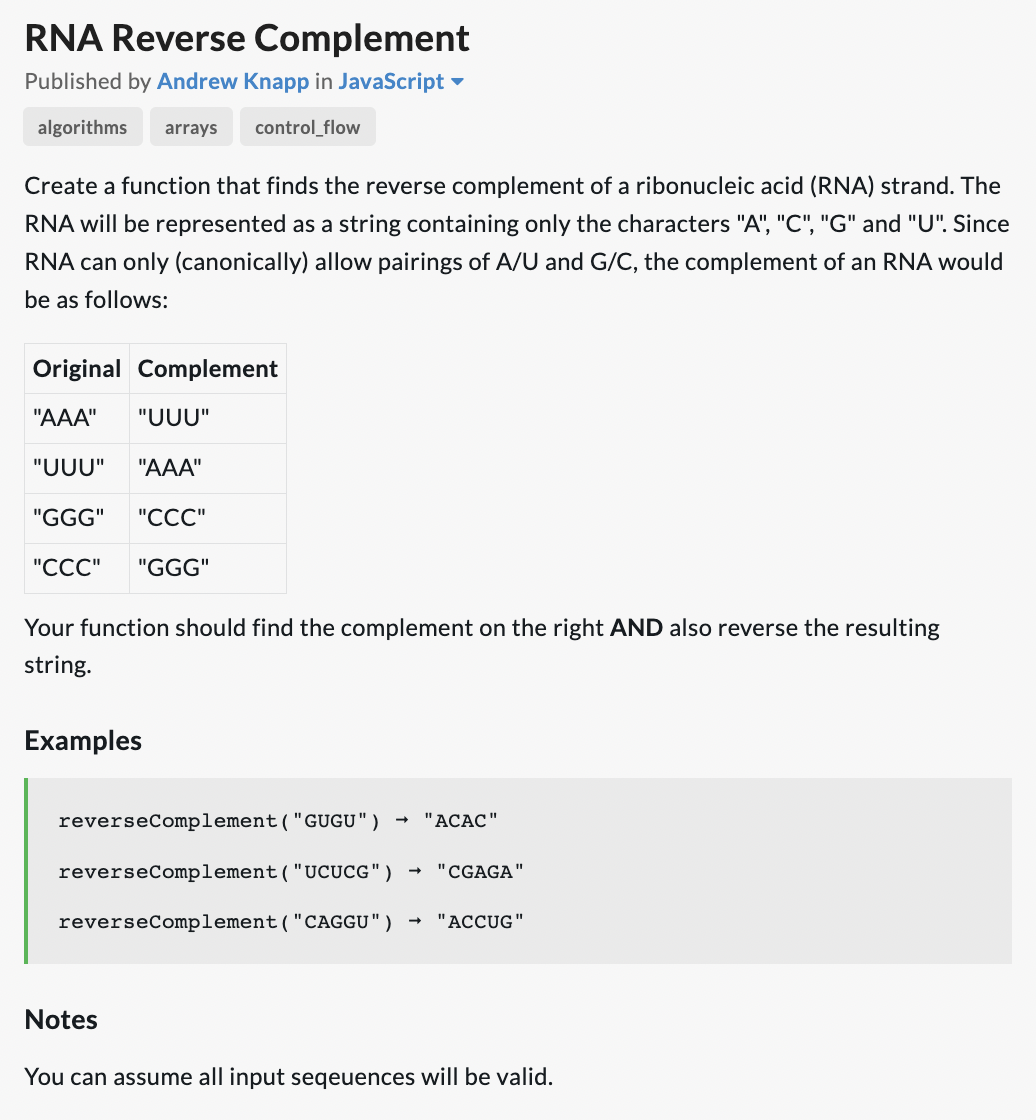 RNA Reverse Complement
Published by Andrew Knapp in JavaScript
algorithms arrays control_flow
Create a function that finds the reverse complement of a ribonucleic acid (RNA) strand. The
RNA will be represented as a string containing only the characters "A", "C", "G" and "U". Since
RNA can only (canonically) allow pairings of A/U and G/C, the complement of an RNA would
be as follows:
Original Complement
"AAA" "UUU"
"UUU" "AAA"
"GGG" "CCC"
"CCC" "GGG"
Your function should find the complement on the right AND also reverse the resulting
string.
Examples
reverseComplement("GUGU") → "ACAC"
reverseComplement("UCUCG") → "CGAGA"
reverseComplement("CAGGU") → "ACCUG"
Notes
You can assume all input seqeuences will be valid.